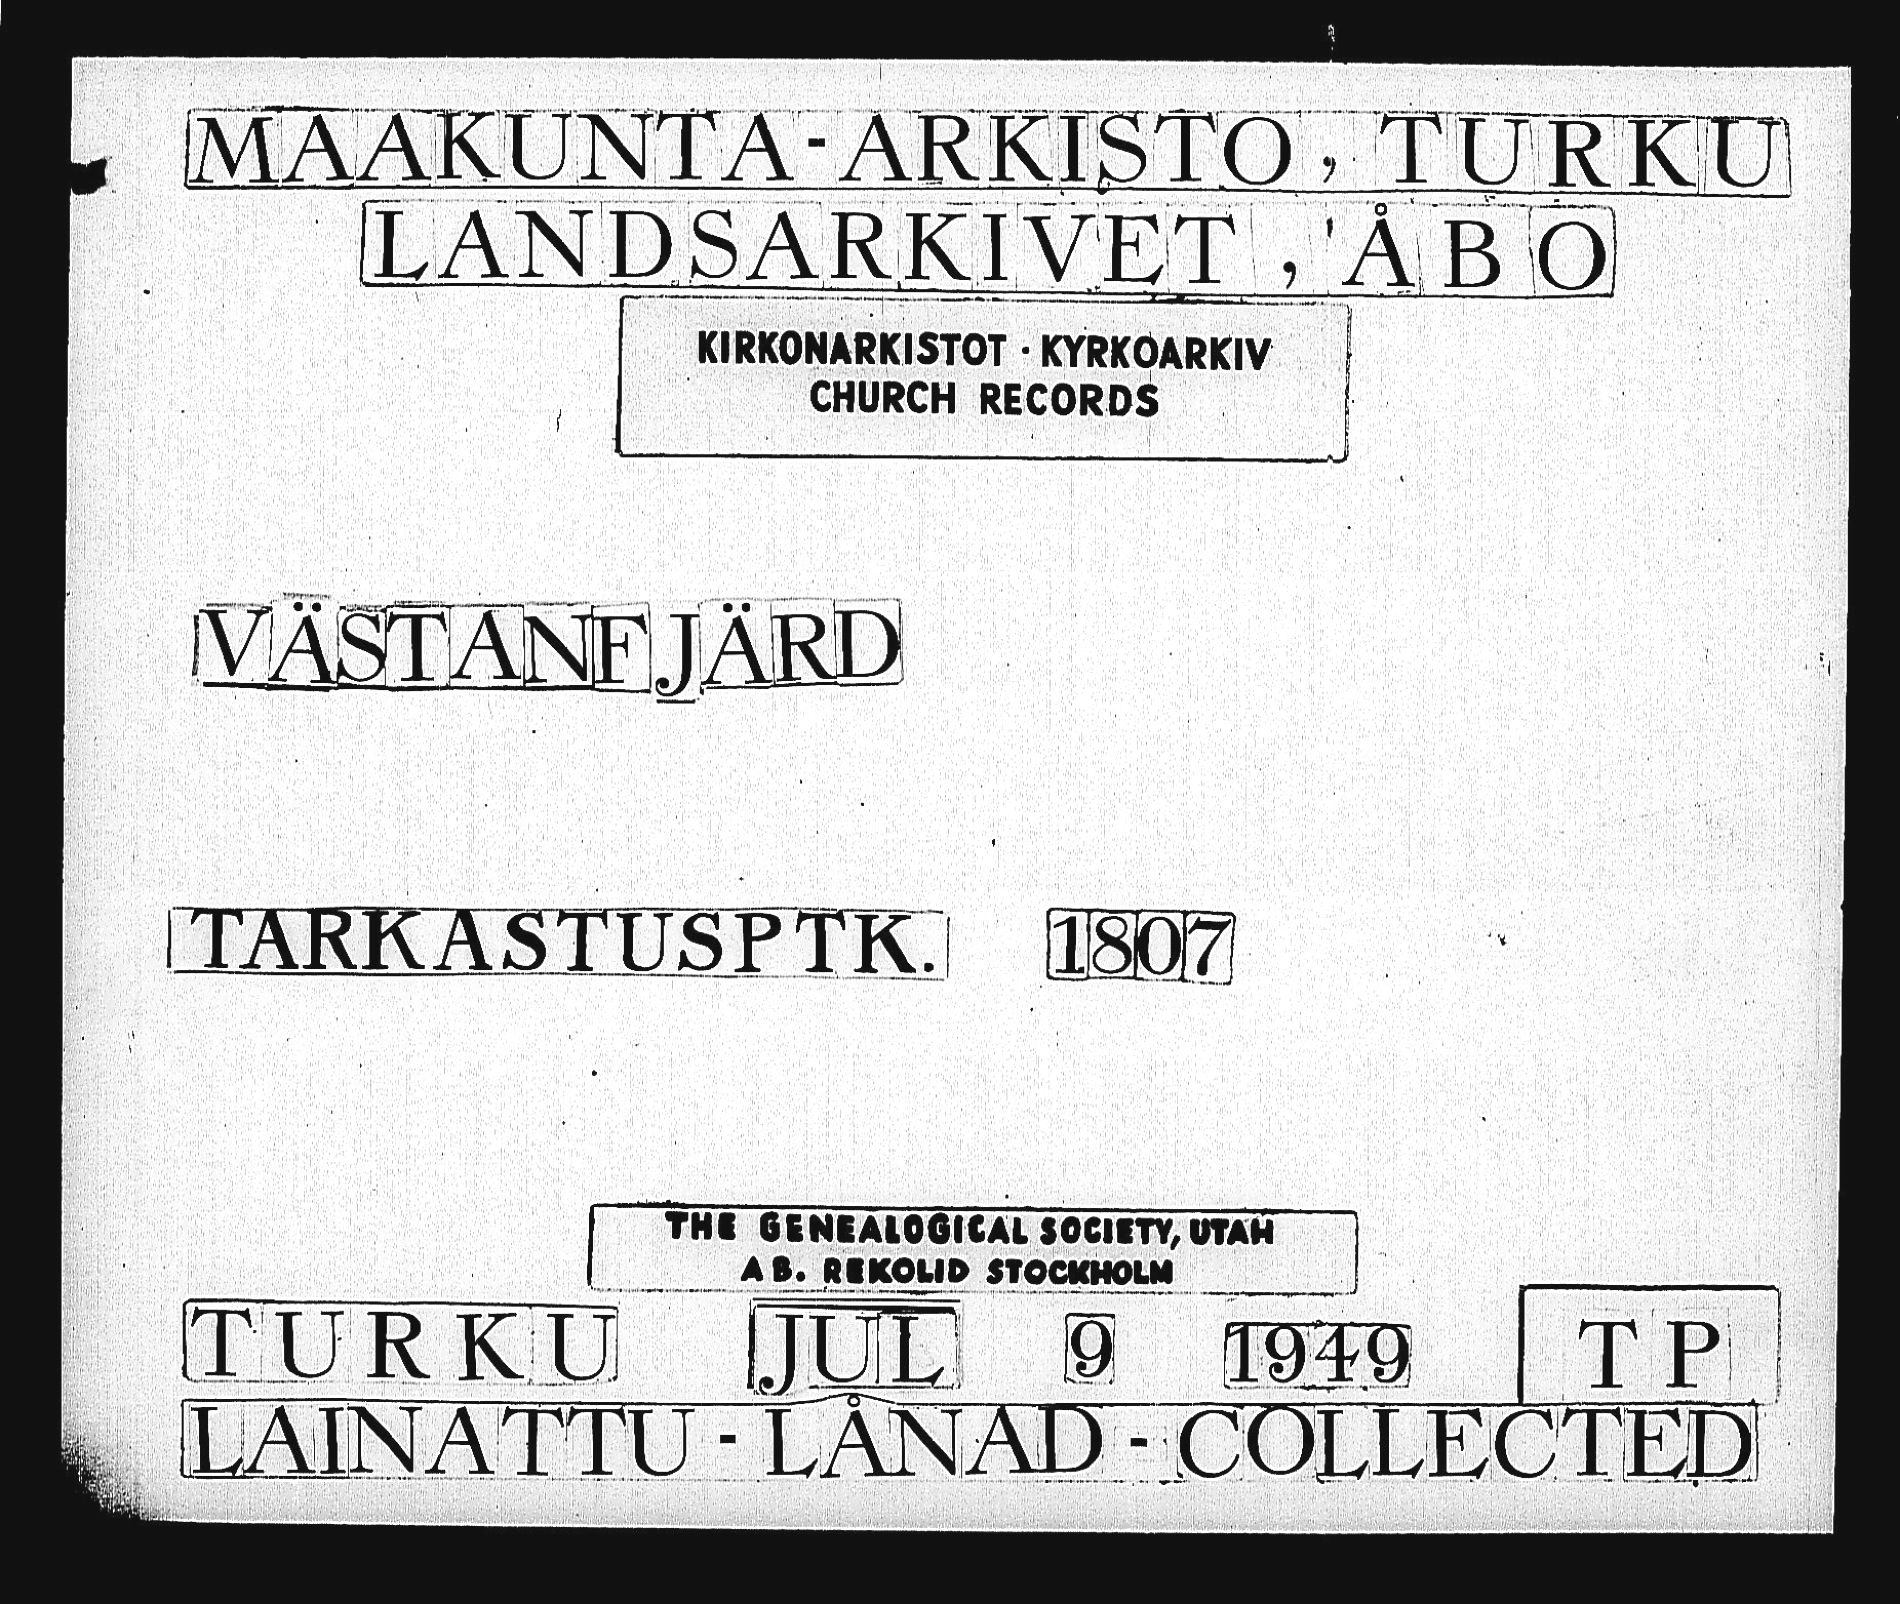 MAAKUNTA-ARKISTO, TURKU
LANDSARKIVET, ÅBO
KIRKONARKISTOT · KYRKOARKIV
CHURCH RECORDS
VÄSTANFJÄRD
TARKASTUSPTK. 1807
THE GENEALOGICAL SOCIETY, UTAH
AB. REKOLID STOCKHOLM
TURKU JUL 9 1949 TP
LAINATTU - LÅNAD - COLLECTED